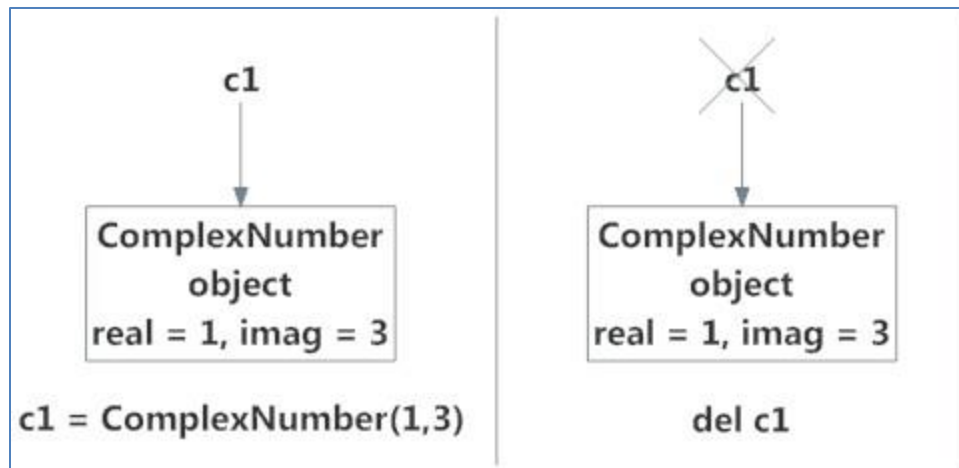 c1
ComplexNumber
object
real = 1, imag = 3
c1 = ComplexNumber(1,3)
c1
ComplexNumber
object
real = 1, imag = 3
del c1